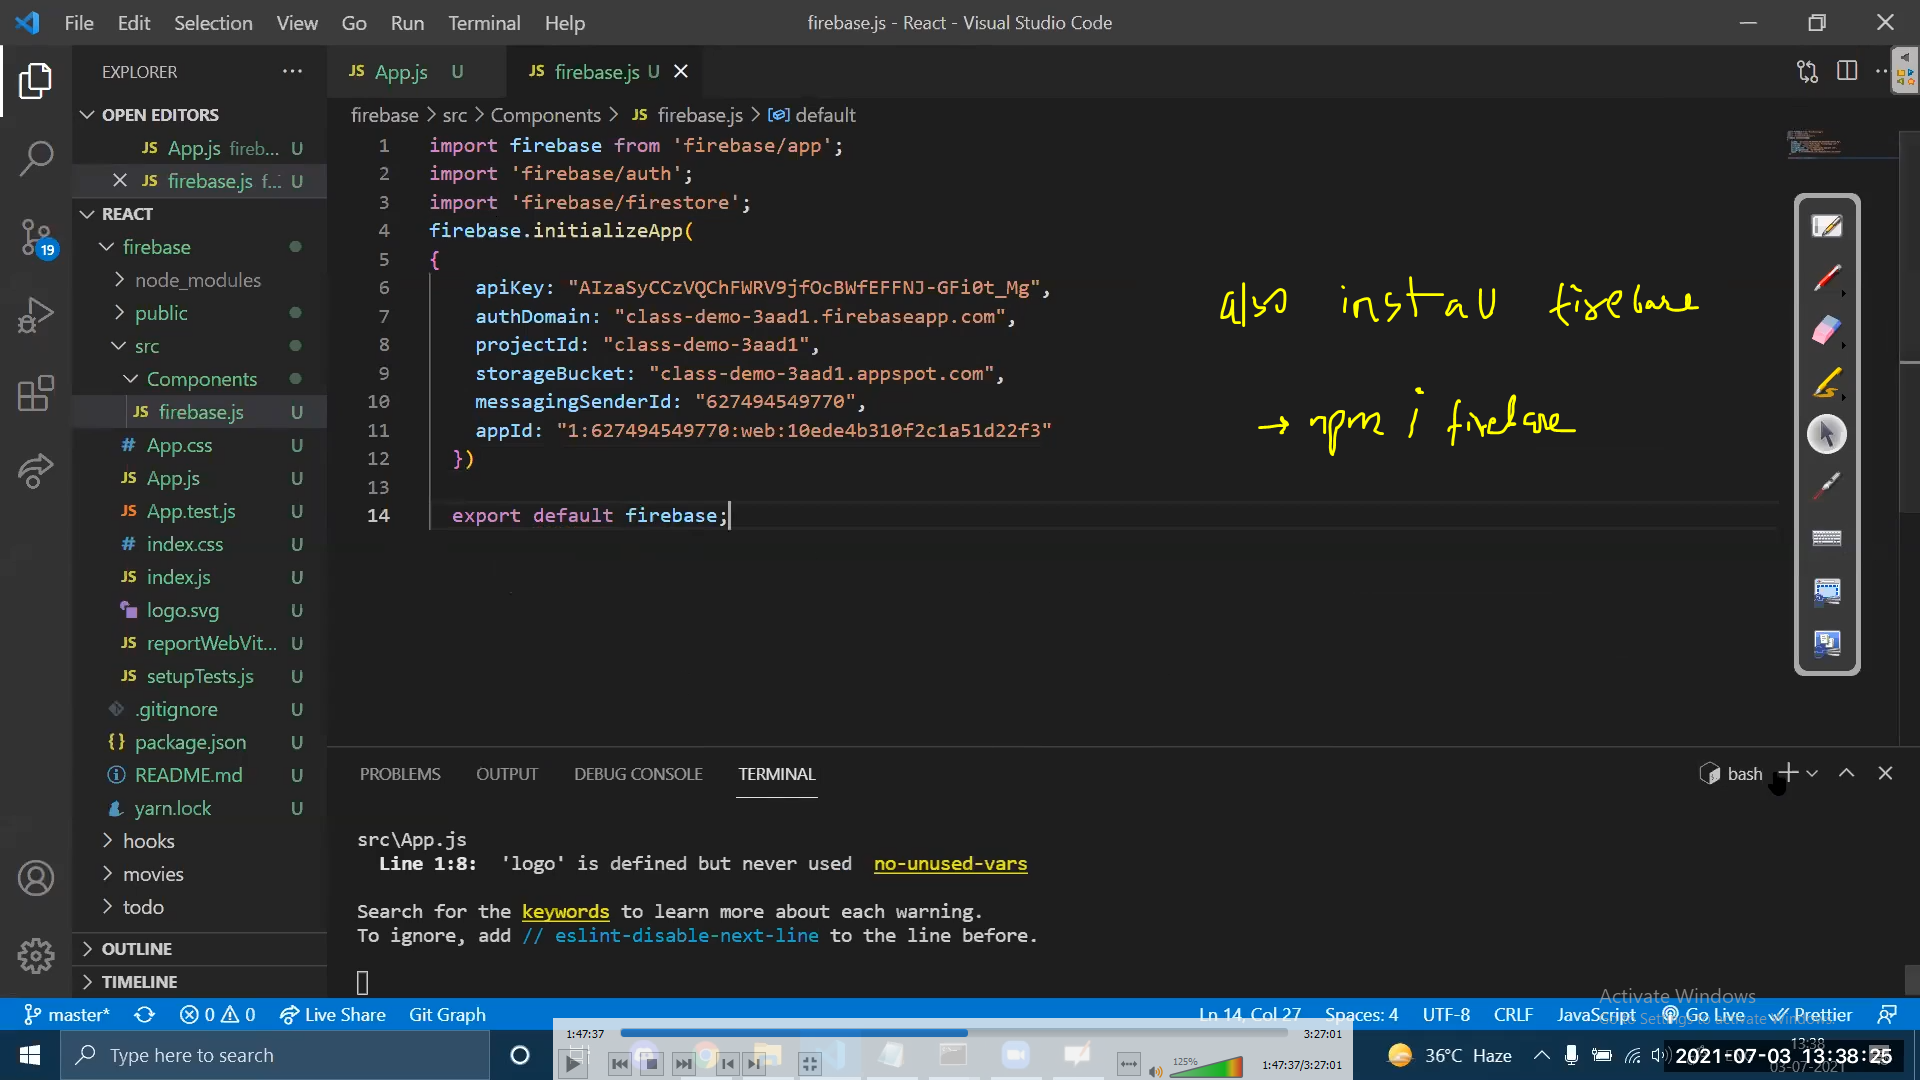 File Edit Selection View Go Run Terminal Help
firebase.js - React - Visual Studio Code
EXPLORER
OPEN EDITORS
JS App.js fireb... U
JS firebase.js f... U
REACT
firebase
node_modules
public
src
Components
JS firebase.js U
# App.css U
JS App.js U
JS App.test.js U
# index.css U
JS index.js U
logo.svg U
JS reportWebVit... U
JS setupTests.js U
.gitignore U
{} package.json U
README.md U
yarn.lock U
hooks
movies
todo
OUTLINE
TIMELINE
19
JS App.js U
JS firebase.js U
firebase > src > Components > JS firebase.js > default
1 import firebase from 'firebase/app';
2 import 'firebase/auth';
3 import 'firebase/firestore';
4 firebase.initializeApp(
5 {
6 apiKey: "AIzaSyCCzVQChFWRV9jfOcBWfEFFNJ-GFi0t_Mg",
7 authDomain: "class-demo-3aad1.firebaseapp.com",
8 projectId: "class-demo-3aad1",
9 storageBucket: "class-demo-3aad1.appspot.com",
10 messagingSenderId: "627494549770",
11 appId: "1:627494549770:web:10ede4b310f2c1a51d22f3"
12 })
13
14 export default firebase;
also install firebase
→ npm i firebase
PROBLEMS OUTPUT DEBUG CONSOLE TERMINAL
bash
src\App.js
Line 1:8: 'logo' is defined but never used no-unused-vars
Search for the keywords to learn more about each warning.
To ignore, add // eslint-disable-next-line to the line before.
Activate Windows
Go to Settings to activate Windows.
master* 0 0 Live Share Git Graph
Ln 14, Col 27 Spaces: 4 UTF-8 CRLF JavaScript Go Live Prettier
1:47:37 3:27:01
125% 1:47:37/3:27:01
Type here to search
36°C Haze
13:38
03-07-2021
2021-07-03 13:38:25